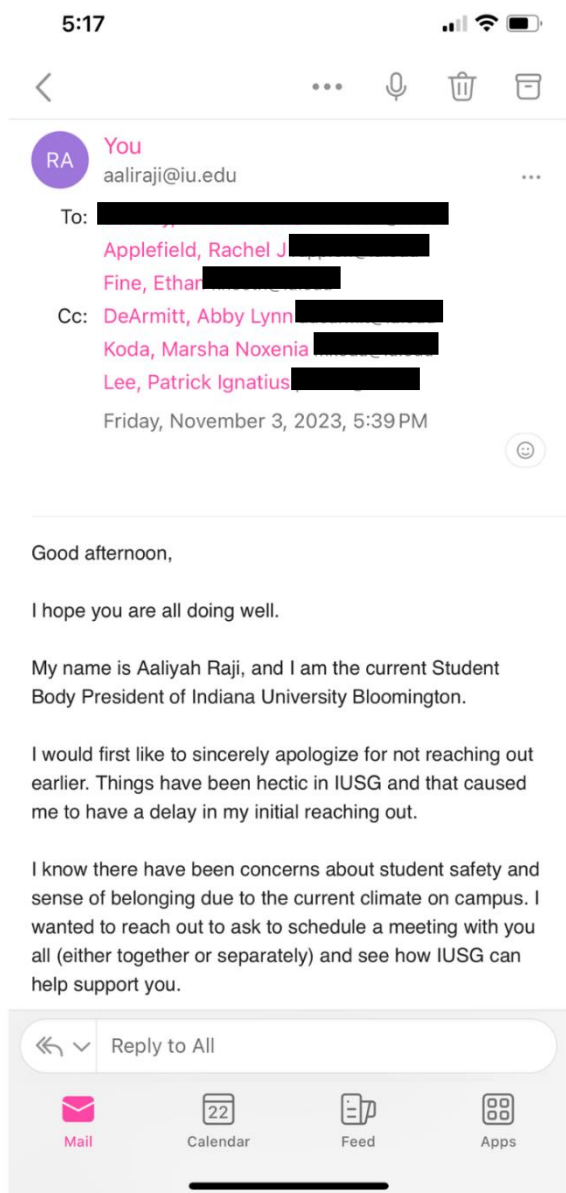 5:17
RA
You
aaliraji@iu.edu
To:
Applefield, Rachel J
Fine, Ethan
Cc: DeArmitt, Abby Lynn
Koda, Marsha Noxenia
Lee, Patrick Ignatius
Friday, November 3, 2023, 5:39 PM
Good afternoon,
I hope you are all doing well.
My name is Aaliyah Raji, and I am the current Student
Body President of Indiana University Bloomington.
I would first like to sincerely apologize for not reaching out
earlier. Things have been hectic in IUSG and that caused
me to have a delay in my initial reaching out.
I know there have been concerns about student safety and
sense of belonging due to the current climate on campus. I
wanted to reach out to ask to schedule a meeting with you
all (either together or separately) and see how IUSG can
help support you.
Reply to All
22
Mail Calendar Feed Apps